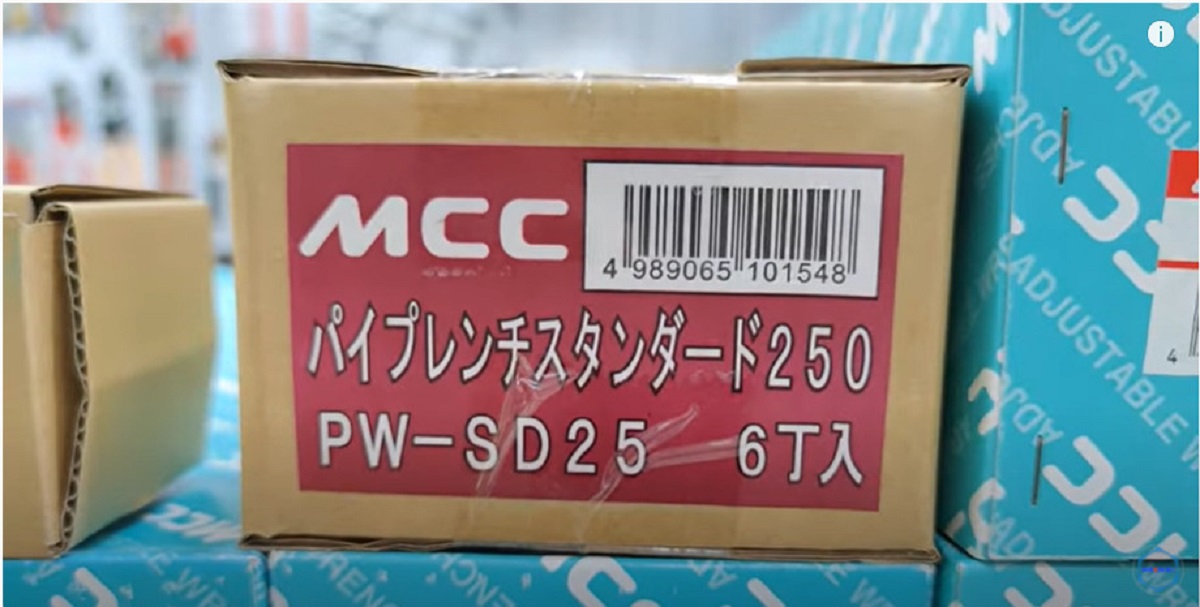 MCC
4 989065 101548
パイプレンチスタンダード250
PW-SD25 6丁入
ADJUSTABLE
ADJUSTABLE WRE